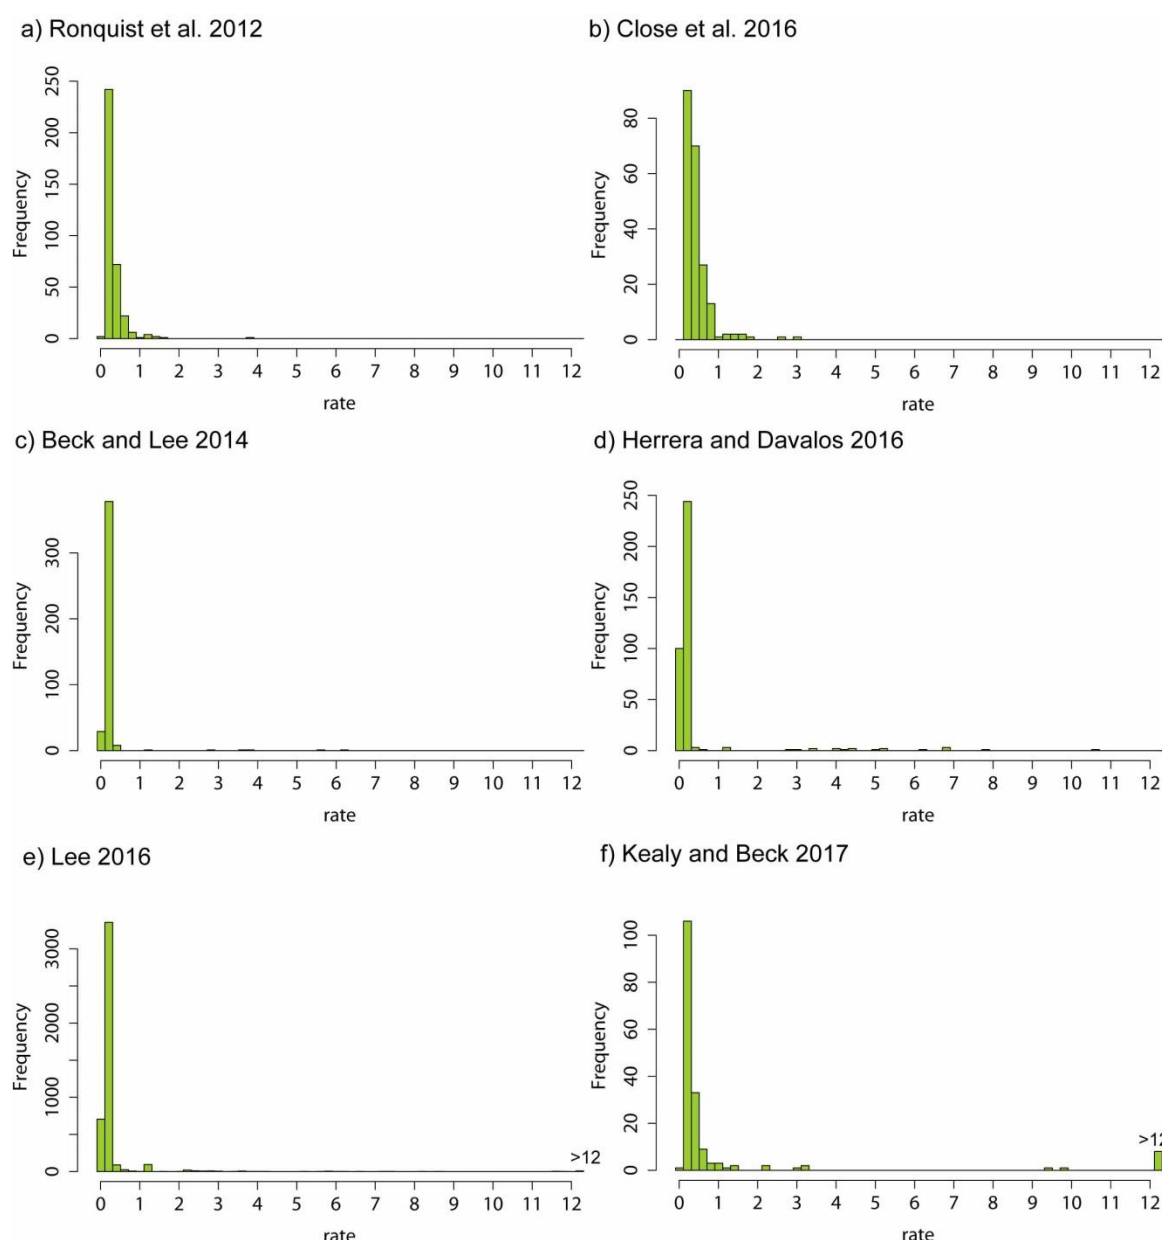 a) Ronquist et al. 2012
Frequency
250
200
150
100
50
0
0 1 2 3 4 5 6 7 8 9 10 11 12
rate
b) Close et al. 2016
Frequency
80
60
40
20
0
0 1 2 3 4 5 6 7 8 9 10 11 12
rate
c) Beck and Lee 2014
Frequency
300
200
100
0
0 1 2 3 4 5 6 7 8 9 10 11 12
rate
d) Herrera and Davalos 2016
Frequency
250
200
150
100
50
0
0 1 2 3 4 5 6 7 8 9 10 11 12
rate
e) Lee 2016
Frequency
3000
2000
1000
0
>12
0 1 2 3 4 5 6 7 8 9 10 11 12
rate
f) Kealy and Beck 2017
Frequency
100
80
60
40
20
0
>12
0 1 2 3 4 5 6 7 8 9 10 11 12
rate